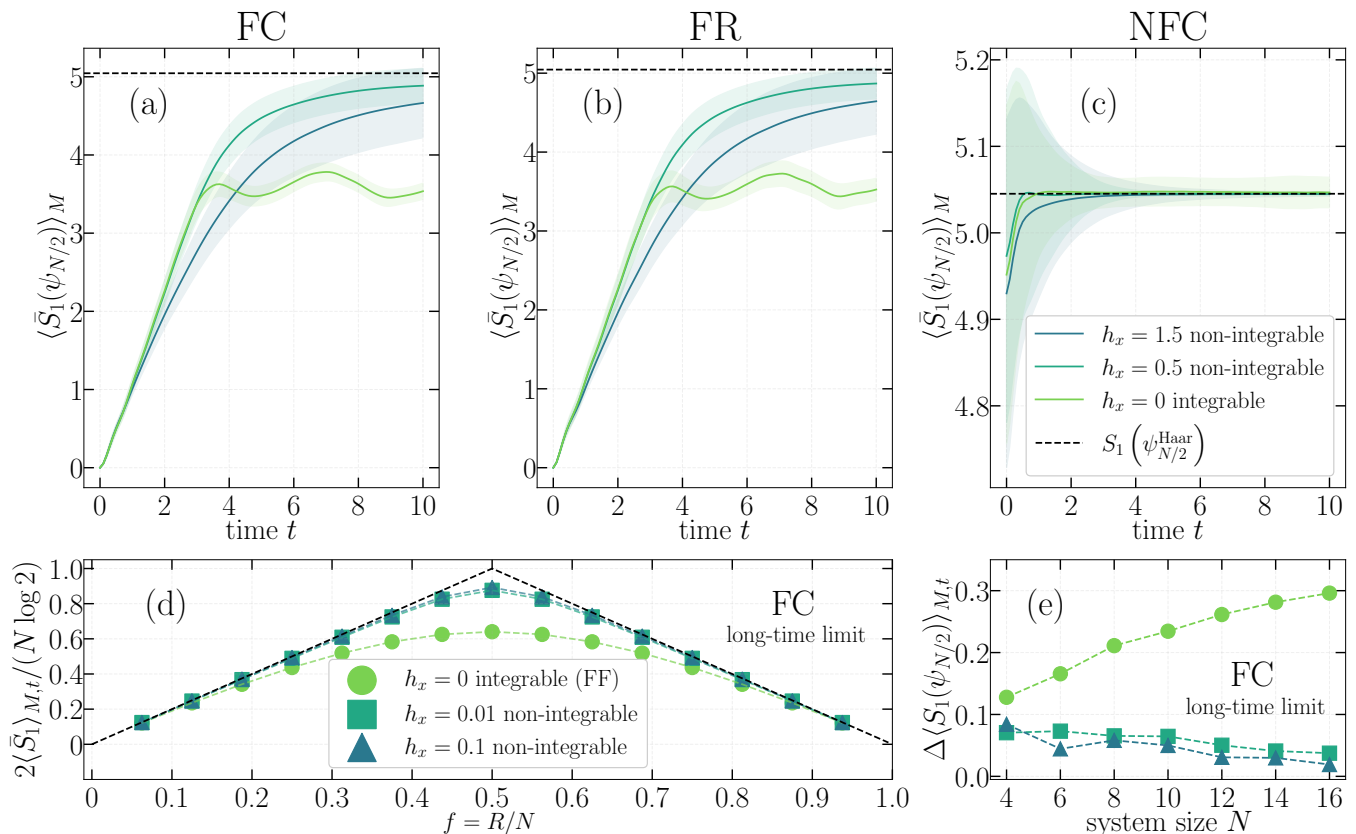 FC
FR
NFC
(a)
5
4
3
2
1
0
⟨S̄₁(ψ_{N/2})⟩_M
0 2 4 6 8 10
time t
(b)
5
4
3
2
1
0
⟨S̄₁(ψ_{N/2})⟩_M
0 2 4 6 8 10
time t
(c)
5.2
5.1
5.0
4.9
4.8
⟨S̄₁(ψ_{N/2})⟩_M
h_x = 1.5 non-integrable
h_x = 0.5 non-integrable
h_x = 0 integrable
S₁(ψ^{Haar}_{N/2})
0 2 4 6 8 10
time t
(d)
FC
long-time limit
1.0
0.8
0.6
0.4
0.2
0
2⟨S̄₁⟩_{M,t}/(N log 2)
h_x = 0 integrable (FF)
h_x = 0.01 non-integrable
h_x = 0.1 non-integrable
0 0.1 0.2 0.3 0.4 0.5 0.6 0.7 0.8 0.9 1.0
f = R/N
(e)
FC
long-time limit
0.3
0.2
0.1
0.0
Δ⟨S₁(ψ_{N/2})⟩_{M,t}
4 6 8 10 12 14 16
system size N